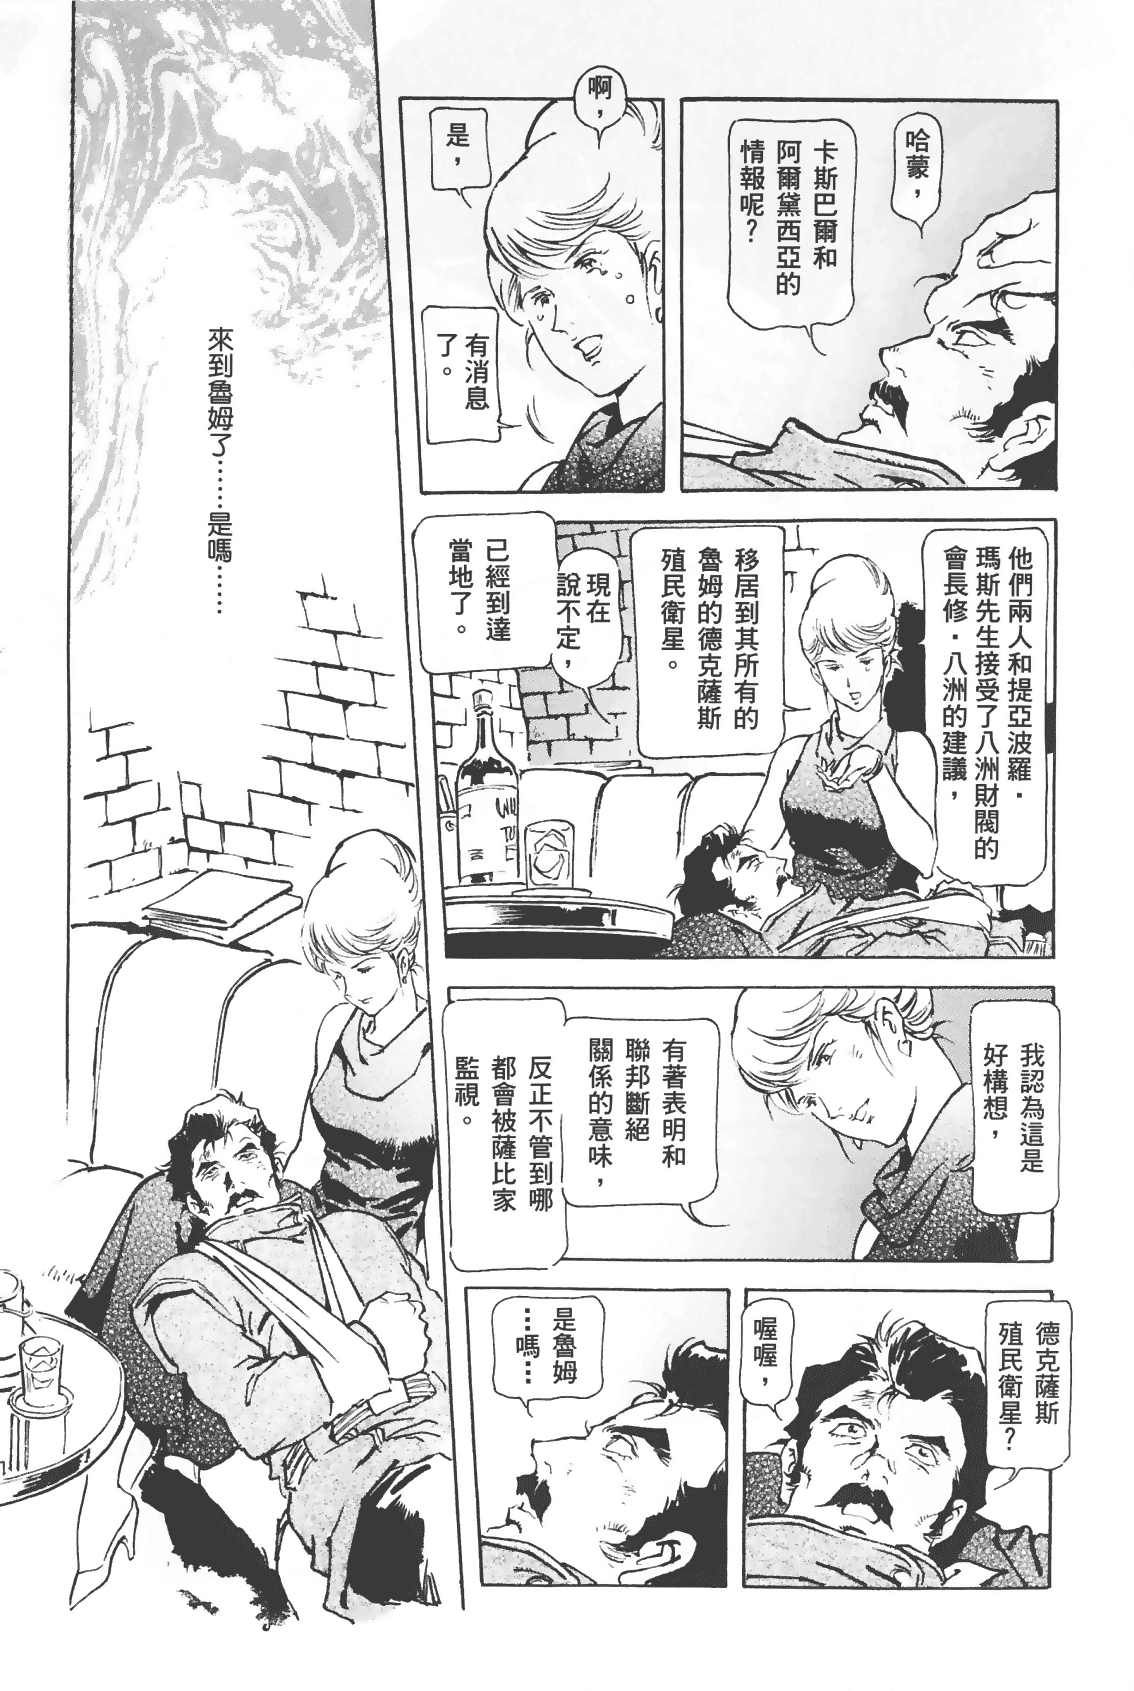 哈蒙，
卡斯巴爾和
阿爾黛西亞的
情報呢？
啊，
是，
有消息
了。
他們兩人和提亞波羅．
瑪斯先生接受了八洲財閥的
會長修．八洲的建議，
移居到其所有的
魯姆的德克薩斯
殖民衛星。
現在
說不定，
已經到達
當地了。
我認為這是
好構想，
有著表明和
聯邦斷絕
關係的意味，
反正不管到哪
都會被薩比家
監視。
德克薩斯
殖民衛星？
喔喔，
是魯姆
……嗎……
來到魯姆了……是嗎……